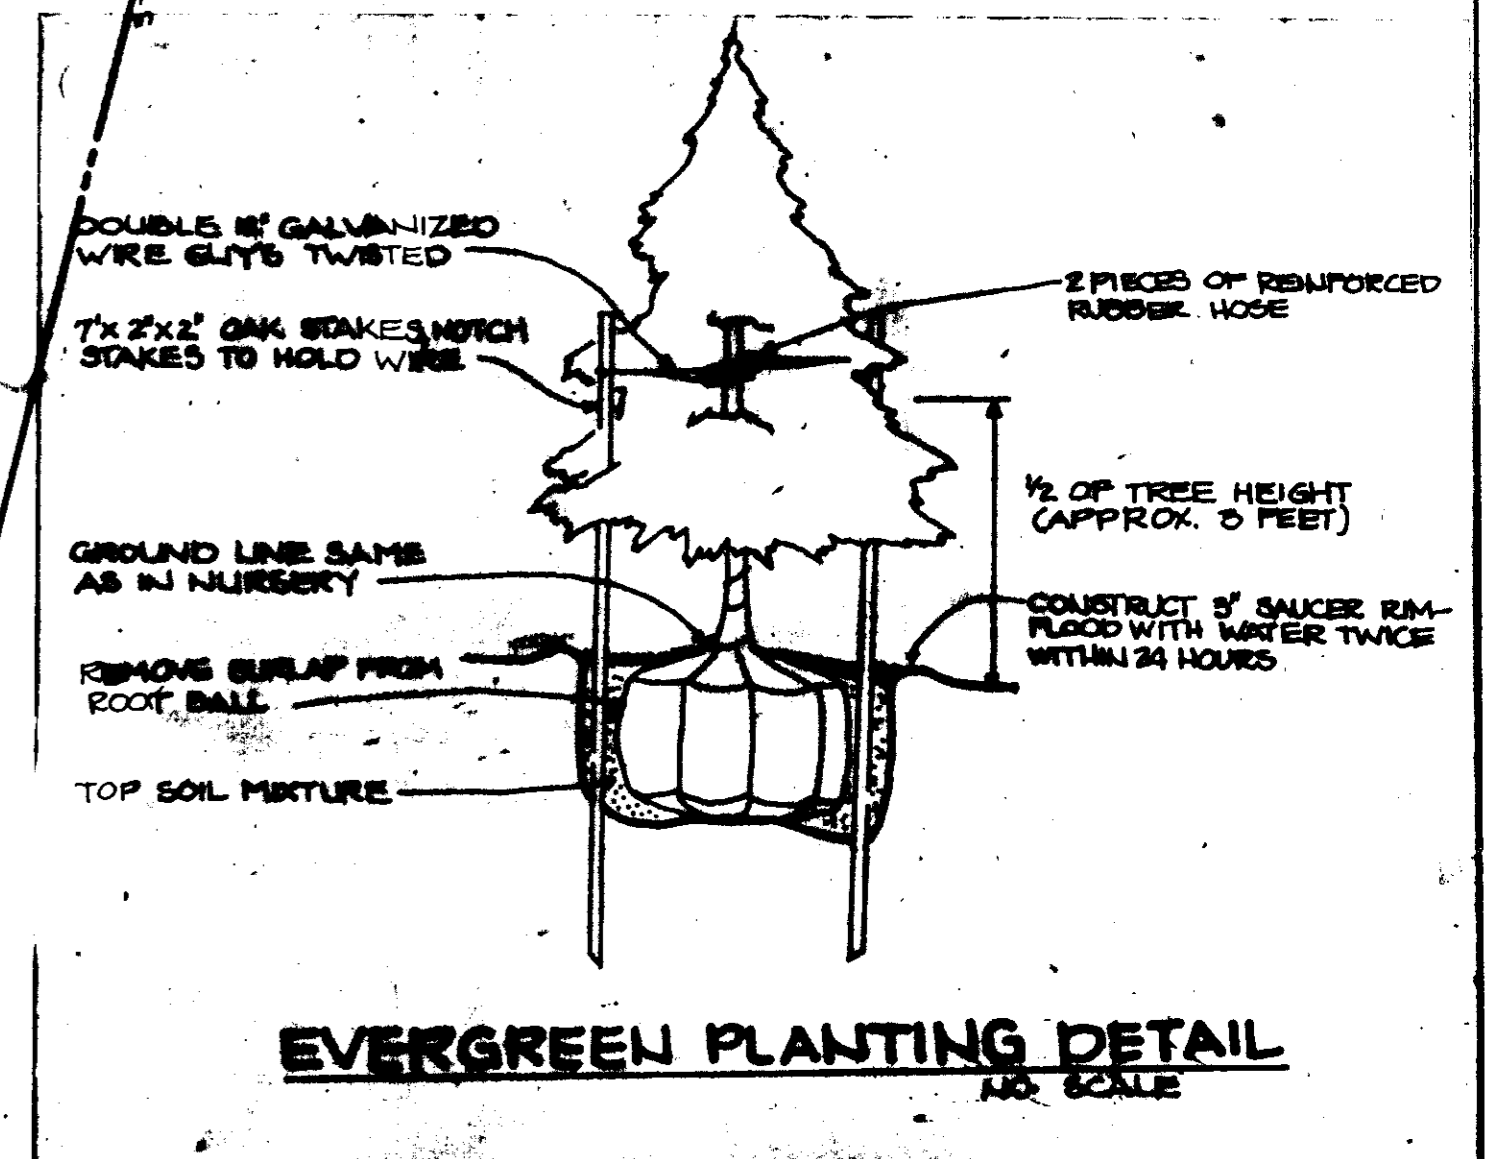 DOUBLE GALVANIZED
WIRE GUYS TWISTED
7'x 2"x 2" OAK STAKES, NOTCH
STAKES TO HOLD WIRE
2 PIECES OF REINFORCED
RUBBER HOSE
1/2 OF TREE HEIGHT
(APPROX. 3 FEET)
GROUND LINE SAME
AS IN NURSERY
CONSTRUCT 3" SAUCER RIM-
FLOOD WITH WATER TWICE
WITHIN 24 HOURS
REMOVE BURLAP FROM
ROOT BALL
TOP SOIL MIXTURE
EVERGREEN PLANTING DETAIL
NO SCALE